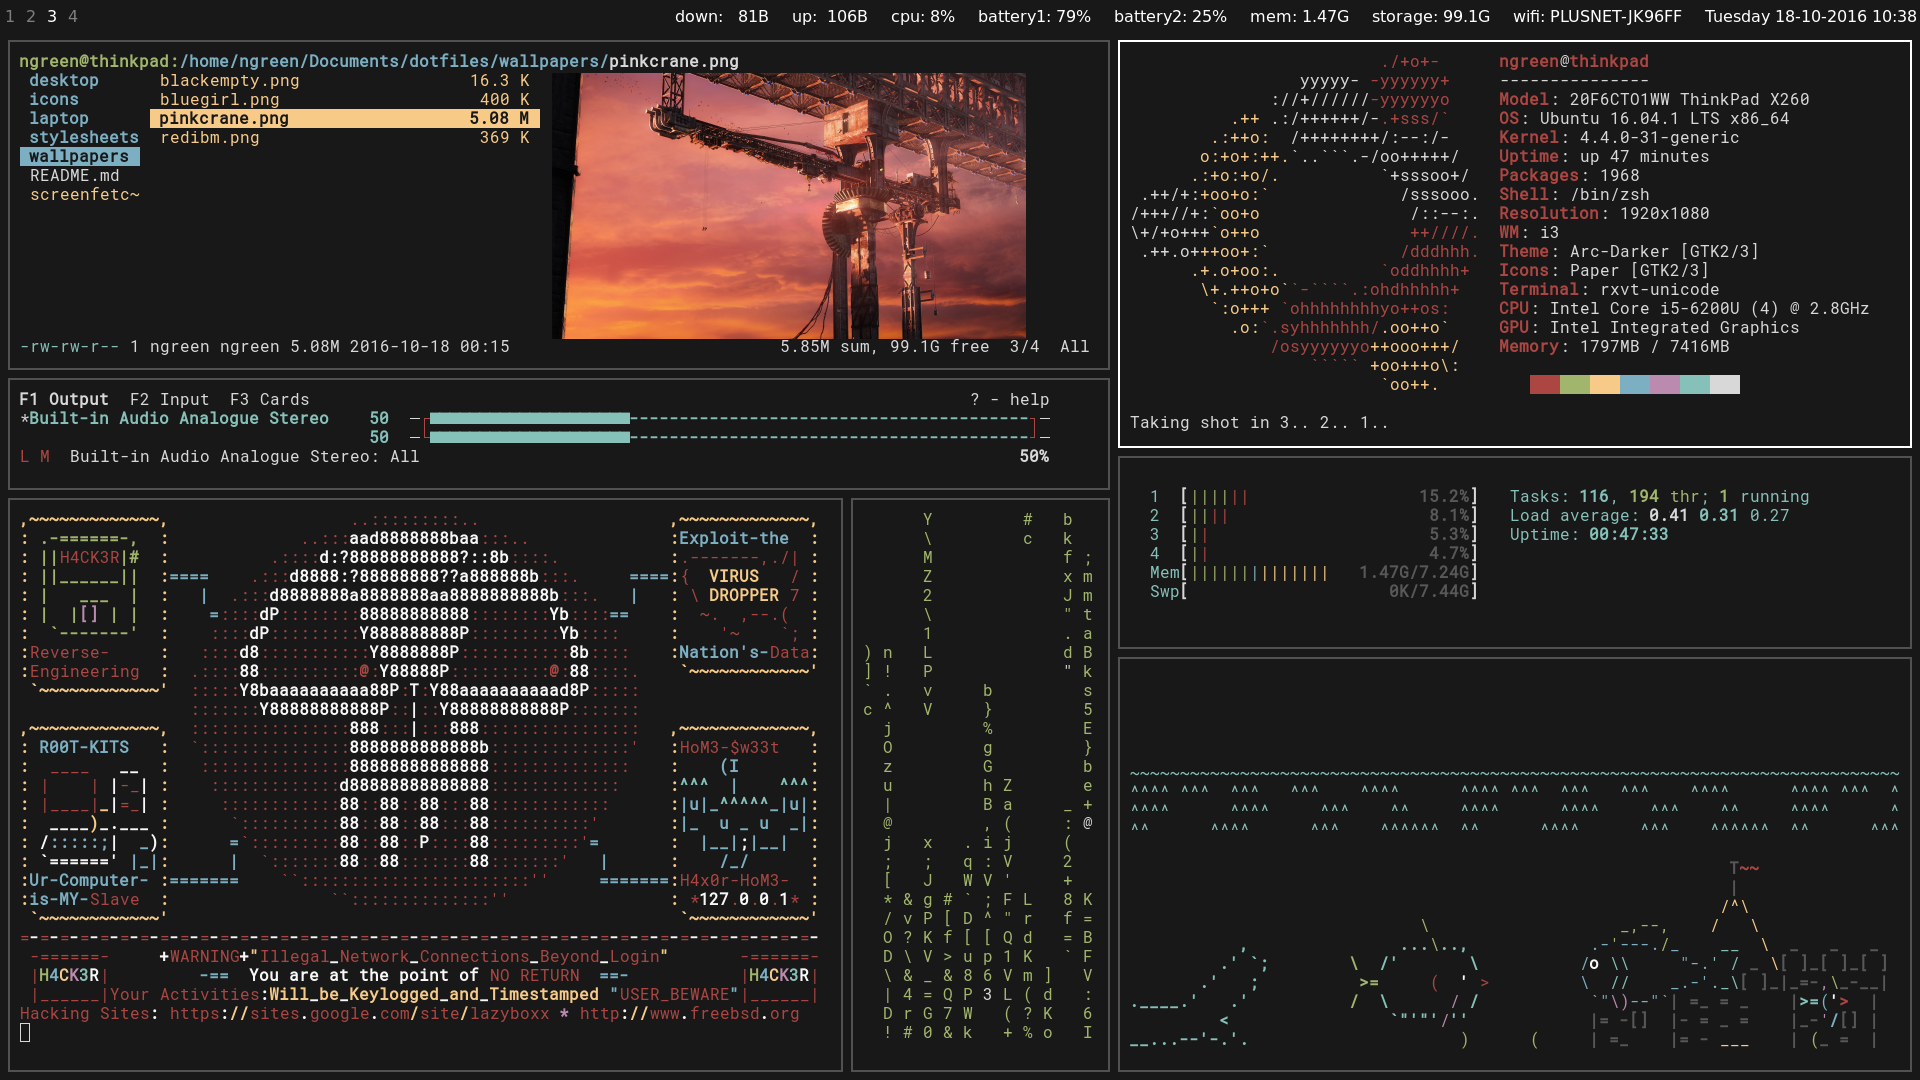 1 2 3 4
down: 81B up: 106B cpu: 8% battery1: 79% battery2: 25% mem: 1.47G storage: 99.1G wifi: PLUSNET-JK96FF Tuesday 18-10-2016 10:38
ngreen@thinkpad:/home/ngreen/Documents/dotfiles/wallpapers/pinkcrane.png
desktop blackempty.png 16.3 K
icons bluegirl.png 400 K
laptop pinkcrane.png 5.08 M
stylesheets redibm.png 369 K
wallpapers
README.md
screenfetc~
-rw-rw-r-- 1 ngreen ngreen 5.08M 2016-10-18 00:15 5.85M sum, 99.1G free 3/4 All
ngreen@thinkpad
---------------
Model: 20F6CTO1WW ThinkPad X260
OS: Ubuntu 16.04.1 LTS x86_64
Kernel: 4.4.0-31-generic
Uptime: up 47 minutes
Packages: 1968
Shell: /bin/zsh
Resolution: 1920x1080
WM: i3
Theme: Arc-Darker [GTK2/3]
Icons: Paper [GTK2/3]
Terminal: rxvt-unicode
CPU: Intel Core i5-6200U (4) @ 2.8GHz
GPU: Intel Integrated Graphics
Memory: 1797MB / 7416MB
Taking shot in 3.. 2.. 1..
F1 Output F2 Input F3 Cards ? - help
*Built-in Audio Analogue Stereo 50
50
L M Built-in Audio Analogue Stereo: All 50%
1 [|||||| 15.2%]
2 [|||| 8.1%]
3 [|| 5.3%]
4 [|| 4.7%]
Mem[|||||||||||||| 1.47G/7.24G]
Swp[ 0K/7.44G]
Tasks: 116, 194 thr; 1 running
Load average: 0.41 0.31 0.27
Uptime: 00:47:33
H4CK3R
Reverse-
Engineering
Exploit-the
VIRUS
DROPPER 7
Nation's-Data
R00T-KITS
Ur-Computer-
is-MY-Slave
HoM3-$w33t
H4x0r-HoM3-
*127.0.0.1*
+WARNING+"Illegal_Network_Connections_Beyond_Login"
|H4CK3R| -== You are at the point of NO RETURN ==- |H4CK3R|
|______|Your Activities:Will_be_Keylogged_and_Timestamped "USER_BEWARE"|______|
Hacking Sites: https://sites.google.com/site/lazyboxx * http://www.freebsd.org